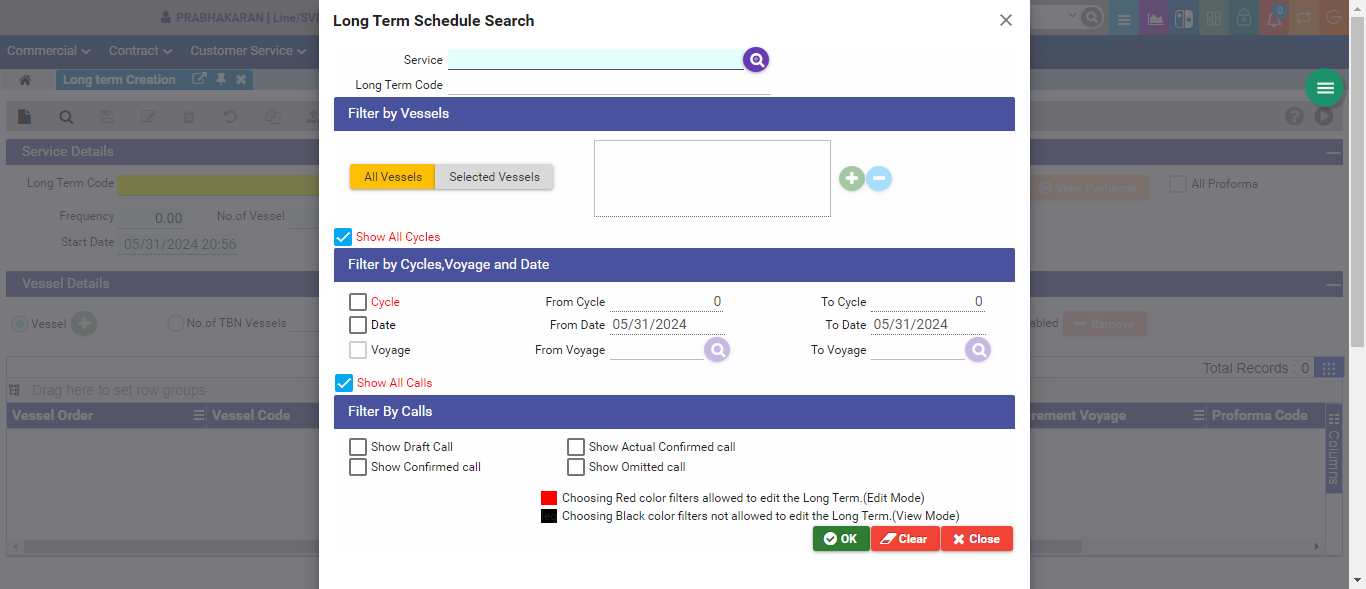 PRABHAKARAN | Line/SVN
Long Term Schedule Search
0
Commercial
Contract
Customer Service
Long term Creation
Service
Long Term Code
Filter by Vessels
Service Details
Long Term Code
View Proforma
All Proforma
All Vessels
Selected Vessels
Frequency
0.00
No.of Vessel
Start Date
05/31/2024 20:56
Show All Cycles
Filter by Cycles,Voyage and Date
Vessel Details
Cycle
From Cycle
0
To Cycle
0
Vessel
No.of TBN Vessels
Date
From Date
05/31/2024
To Date
05/31/2024
abled
Remove
Voyage
From Voyage
To Voyage
Total Records : 0
Drag here to set row groups
Show All Calls
Filter By Calls
Vessel Order
Vessel Code
rement Voyage
Proforma Code
Columns
Show Draft Call
Show Actual Confirmed call
Show Confirmed call
Show Omitted call
Choosing Red color filters allowed to edit the Long Term.(Edit Mode)
Choosing Black color filters not allowed to edit the Long Term.(View Mode)
OK
Clear
Close